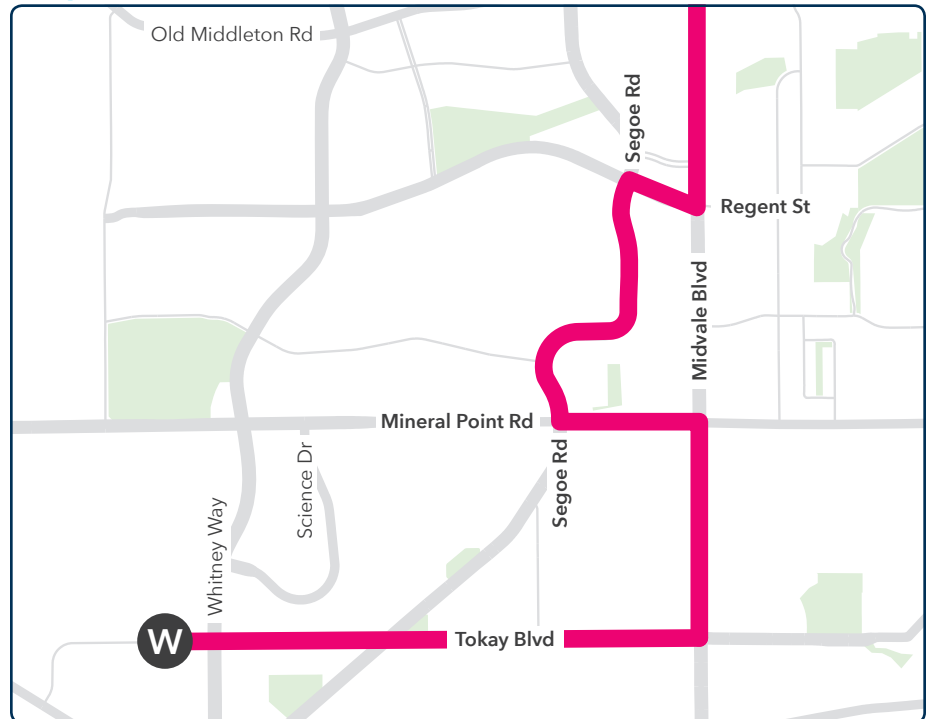 Old Middleton Rd
Segoe Rd
Regent St
Midvale Blvd
Mineral Point Rd
Segoe Rd
Science Dr
Whitney Way
W
Tokay Blvd